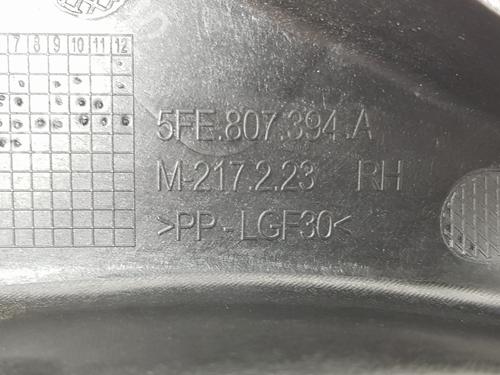 7 8 9 10 11 12
5FE.807.394.A
M-217.2.23 RH
>PP-LGF30<